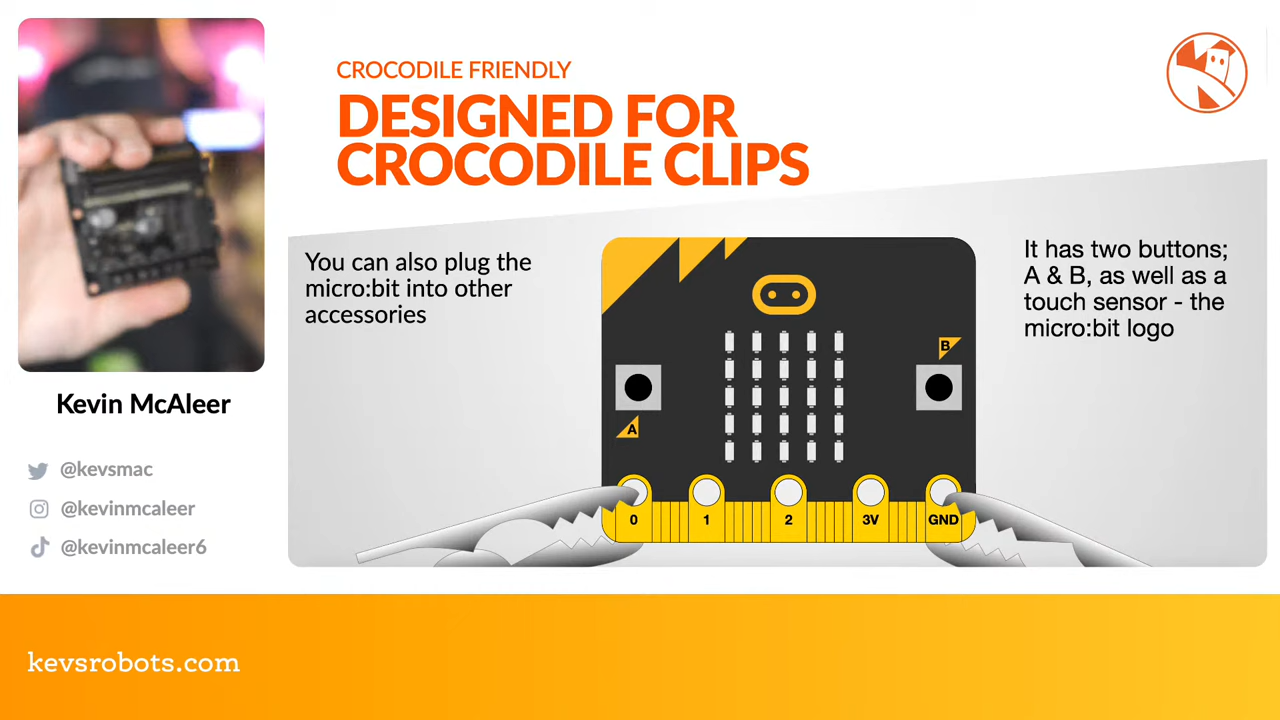 CROCODILE FRIENDLY
DESIGNED FOR
CROCODILE CLIPS
You can also plug the
micro:bit into other
accessories
It has two buttons;
A & B, as well as a
touch sensor - the
micro:bit logo
B
A
0
1
2
3V
GND
Kevin McAleer
@kevsmac
@kevinmcaleer
@kevinmcaleer6
kevsrobots.com